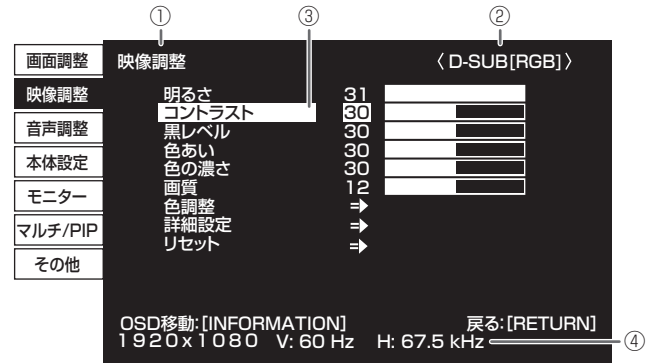 ① ③ ②
画面調整
映像調整
音声調整
本体設定
モニター
マルチ/PIP
その他
映像調整 〈D-SUB[RGB]〉
明るさ 31
コントラスト 30
黒レベル 30
色あい 30
色の濃さ 30
画質 12
色調整
詳細設定
リセット
OSD移動:[INFORMATION] 戻る:[RETURN]
1920x1080 V: 60 Hz H: 67.5 kHz ④